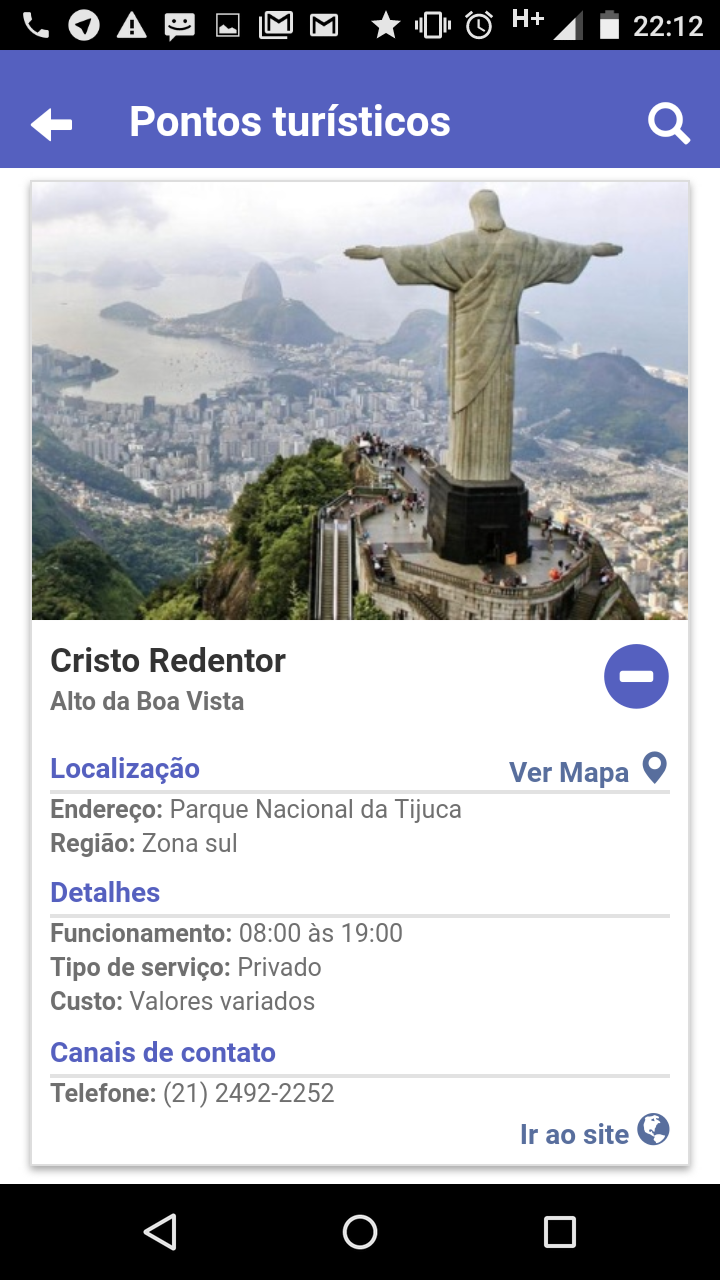 H+ 22:12
Pontos turísticos
Cristo Redentor
Alto da Boa Vista
Localização
Ver Mapa
Endereço: Parque Nacional da Tijuca
Região: Zona sul
Detalhes
Funcionamento: 08:00 às 19:00
Tipo de serviço: Privado
Custo: Valores variados
Canais de contato
Telefone: (21) 2492-2252
Ir ao site